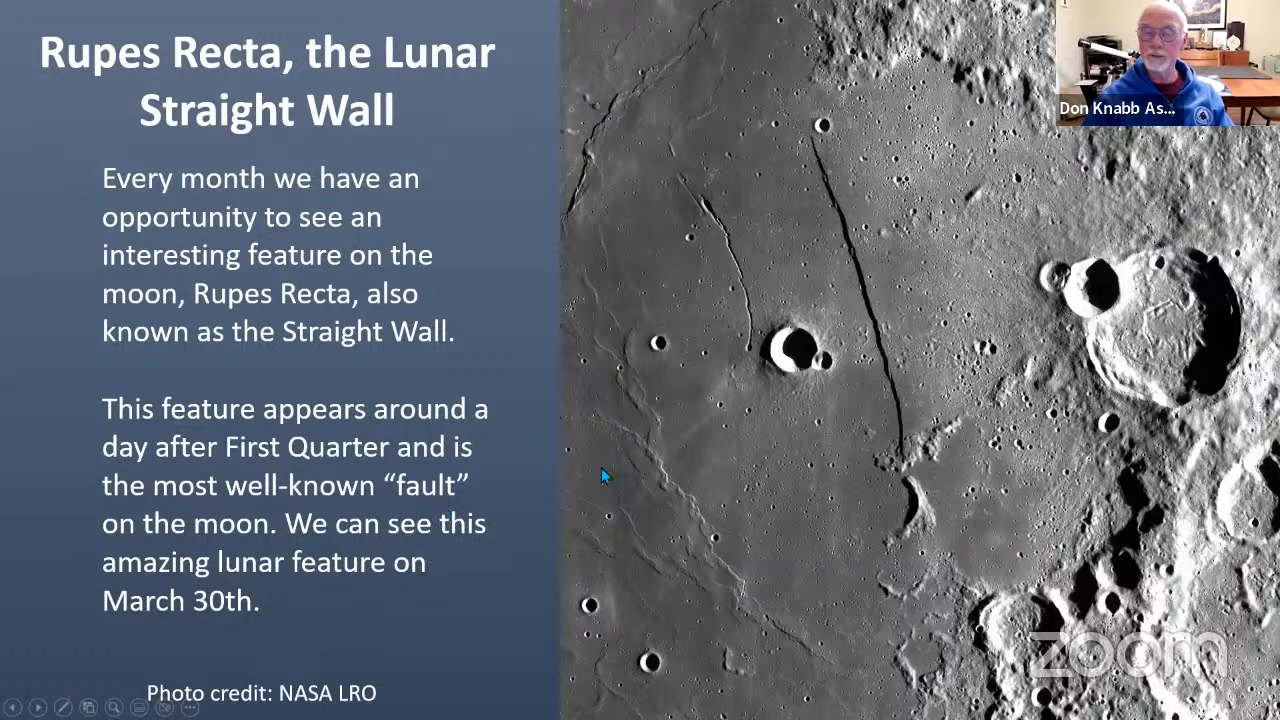 Rupes Recta, the Lunar
Straight Wall
Every month we have an
opportunity to see an
interesting feature on the
moon, Rupes Recta, also
known as the Straight Wall.
This feature appears around a
day after First Quarter and is
the most well-known “fault”
on the moon. We can see this
amazing lunar feature on
March 30th.
Photo credit: NASA LRO
Don Knabb As...
zoom